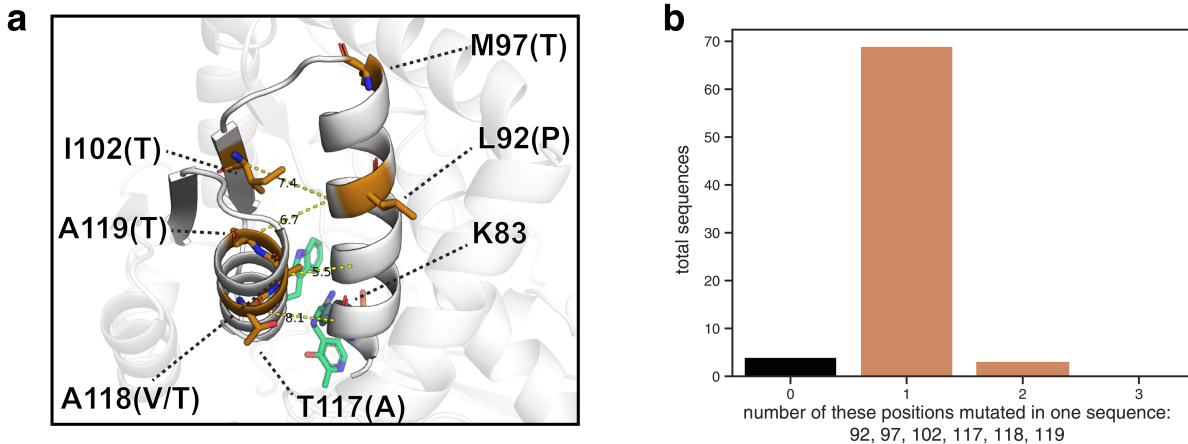 a
M97(T)
L92(P)
I102(T)
7.4
6.7
A119(T)
K83
5.5
8.1
A118(V/T)
T117(A)
b
total sequences
70
60
50
40
30
20
10
0
0 1 2 3
number of these positions mutated in one sequence:
92, 97, 102, 117, 118, 119